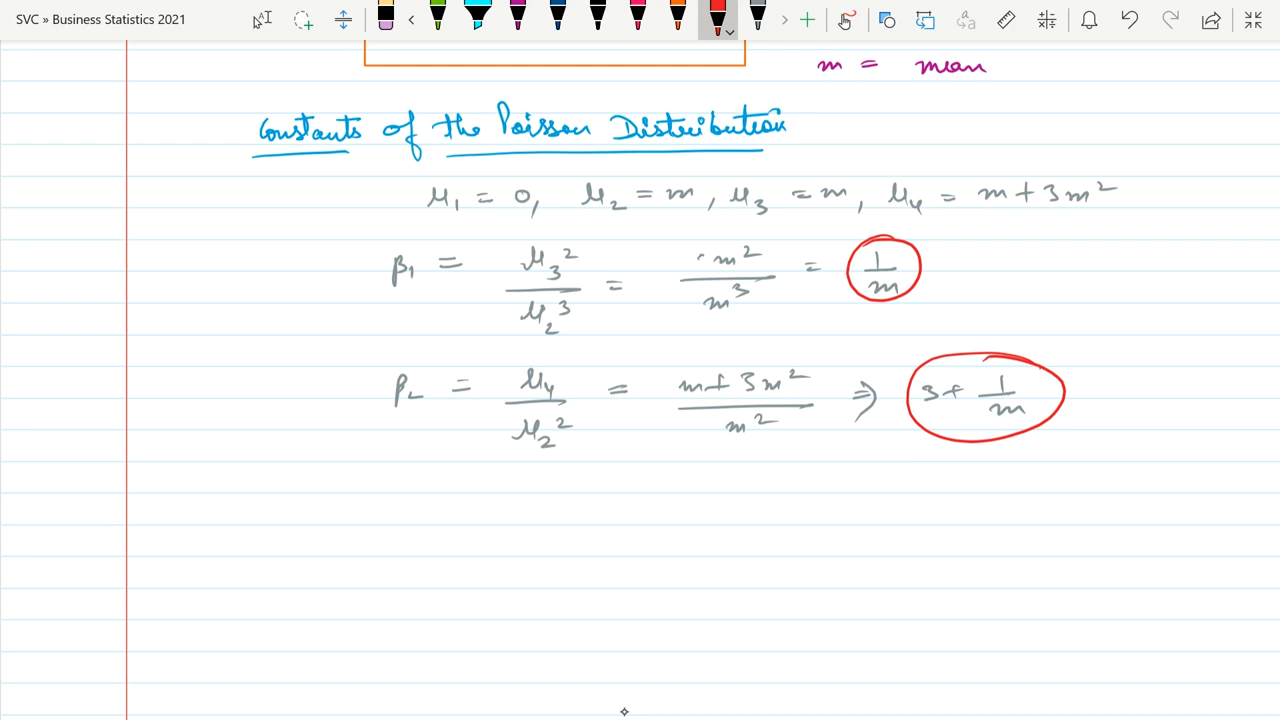 SVC » Business Statistics 2021
m = mean
Constants of the Poisson Distribution
μ₁ = 0, μ₂ = m, μ₃ = m, μ₄ = m + 3m²
β₁ = μ₃² / μ₂³ = m² / m³ = 1/m
β₂ = μ₄ / μ₂² = m + 3m² / m² ⇒ 3 + 1/m